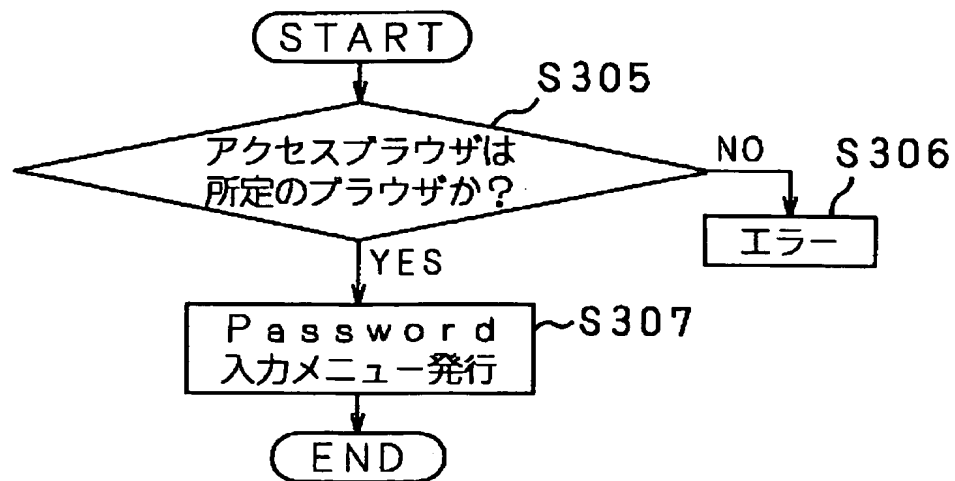 START
S305
アクセスブラウザは
所定のブラウザか?
NO
S306
エラー
YES
Password
入力メニュー発行
S307
END